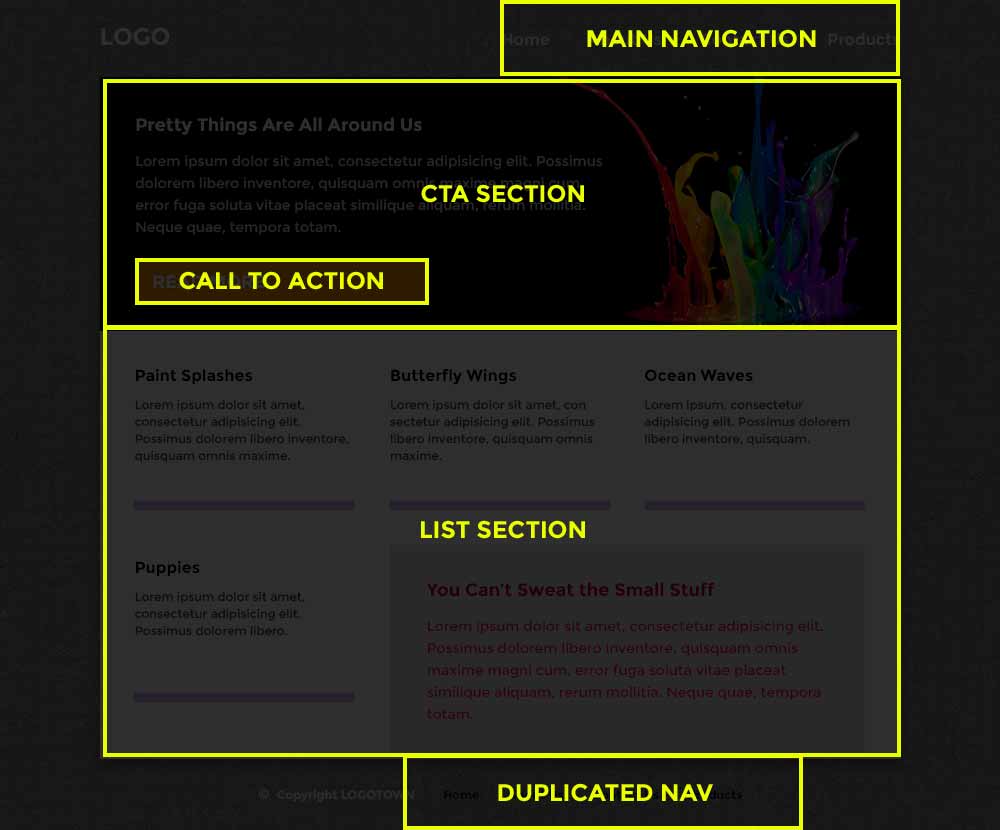 LOGO
Home
MAIN NAVIGATION
Products
Pretty Things Are All Around Us
Lorem ipsum dolor sit amet, consectetur adipisicing elit. Possimus
dolorem libero inventore, quisquam omnis maxime magni cum,
error fuga soluta vitae placeat similique aliquam, rerum mollitia.
Neque quae, tempora totam.
CTA SECTION
CALL TO ACTION
Paint Splashes
Lorem ipsum dolor sit amet,
consectetur adipisicing elit.
Possimus dolorem libero inventore,
quisquam omnis maxime.
Butterfly Wings
Lorem ipsum dolor sit amet, con
sectetur adipisicing elit. Possimus
libero inventore, quisquam omnis
maxime.
Ocean Waves
Lorem ipsum, consectetur
adipisicing elit. Possimus dolorem
libero inventore, quisquam.
LIST SECTION
Puppies
Lorem ipsum dolor sit amet,
consectetur adipisicing elit.
Possimus dolorem libero.
You Can't Sweat the Small Stuff
Lorem ipsum dolor sit amet, consectetur adipisicing elit.
Possimus dolorem libero inventore, quisquam omnis
maxime magni cum, error fuga soluta vitae placeat
similique aliquam, rerum mollitia. Neque quae, tempora
totam.
© Copyright LOGOTOWN
Home
DUPLICATED NAV